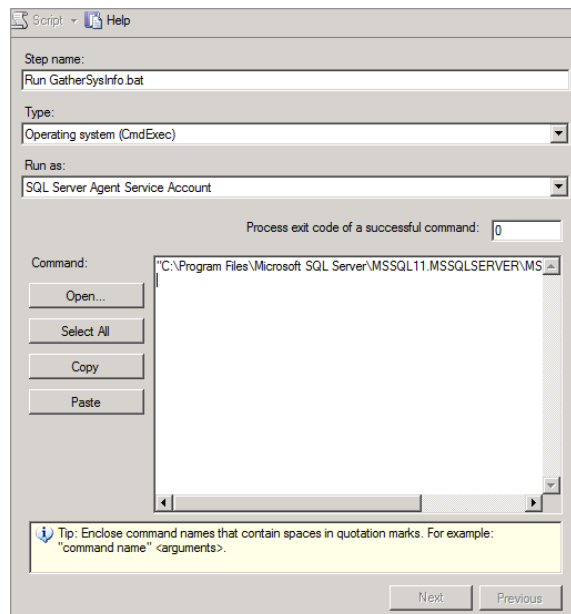 Script Help
Step name:
Run GatherSysInfo.bat
Type:
Operating system (CmdExec)
Run as:
SQL Server Agent Service Account
Process exit code of a successful command: 0
Command:
"C:\Program Files\Microsoft SQL Server\MSSQL11.MSSQLSERVER\MS
Open...
Select All
Copy
Paste
Tip: Enclose command names that contain spaces in quotation marks. For example:
"command name" <arguments>.
Next Previous